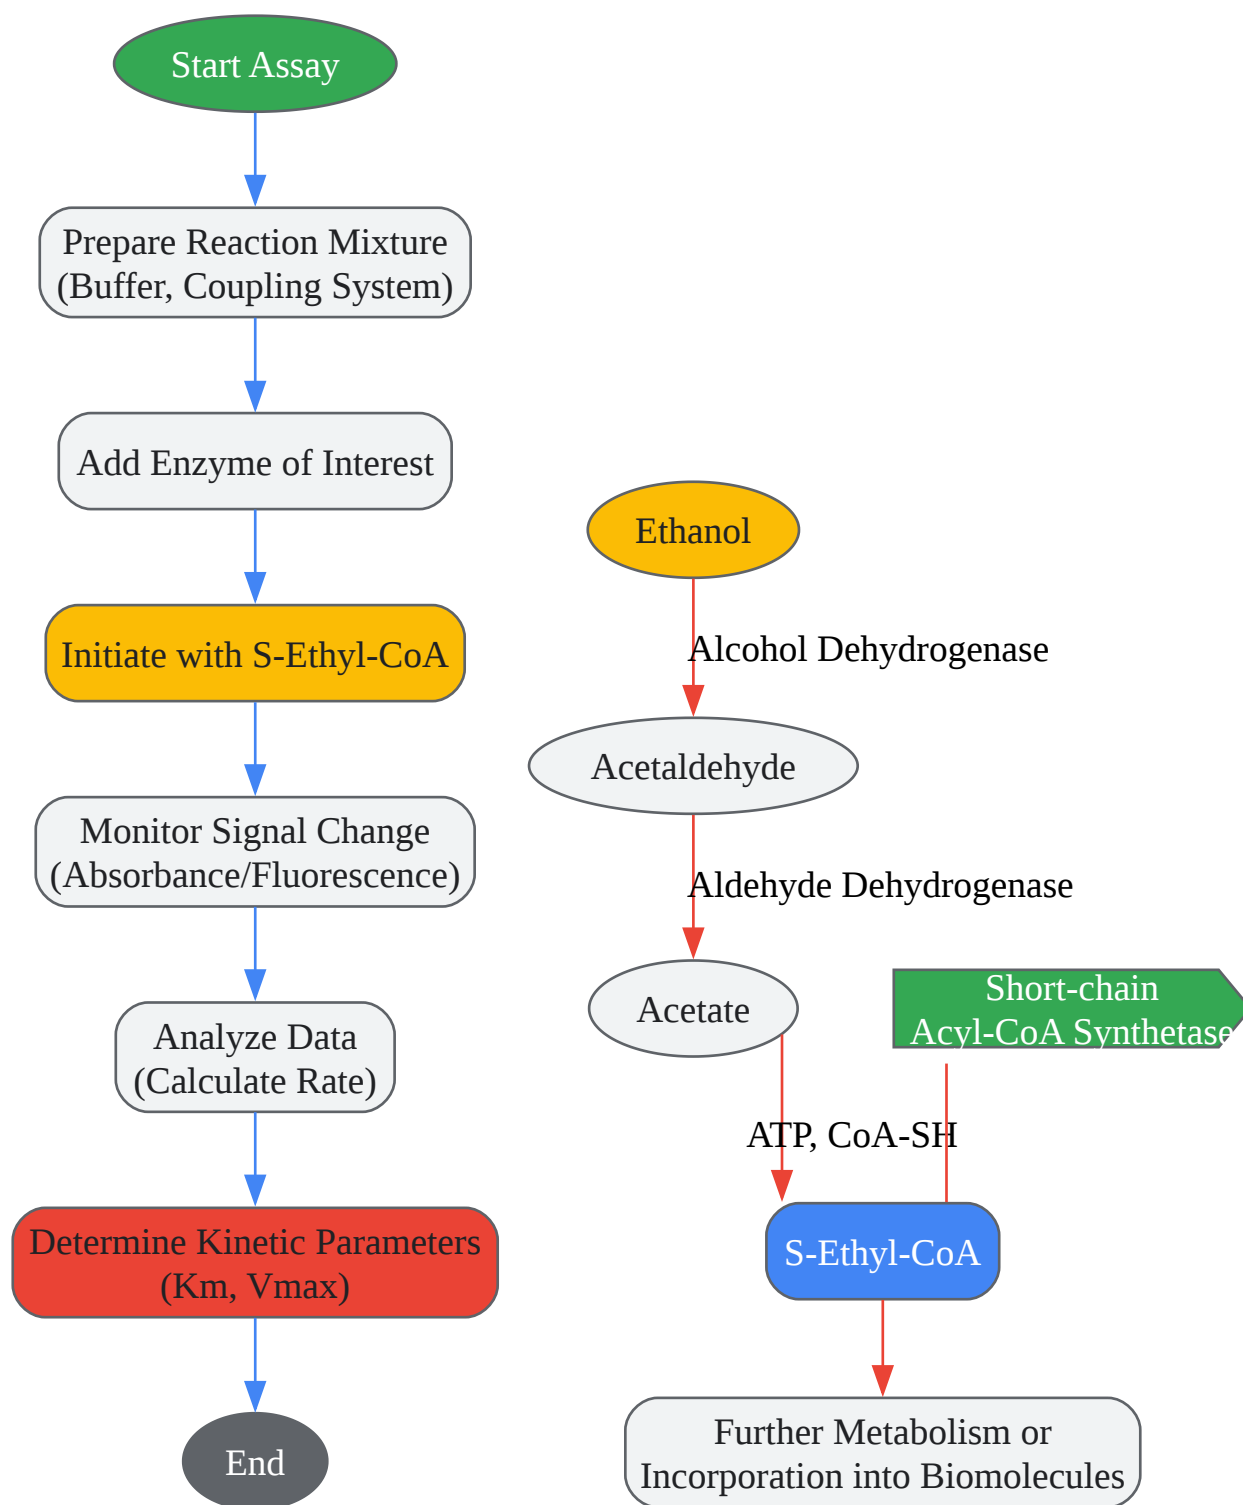 Start Assay
Prepare Reaction Mixture
(Buffer, Coupling System)
Add Enzyme of Interest
Initiate with S-Ethyl-CoA
Monitor Signal Change
(Absorbance/Fluorescence)
Analyze Data
(Calculate Rate)
Determine Kinetic Parameters
(Km, Vmax)
End
Ethanol
Alcohol Dehydrogenase
Acetaldehyde
Aldehyde Dehydrogenase
Acetate
Short-chain
Acyl-CoA Synthetase
ATP, CoA-SH
S-Ethyl-CoA
Further Metabolism or
Incorporation into Biomolecules